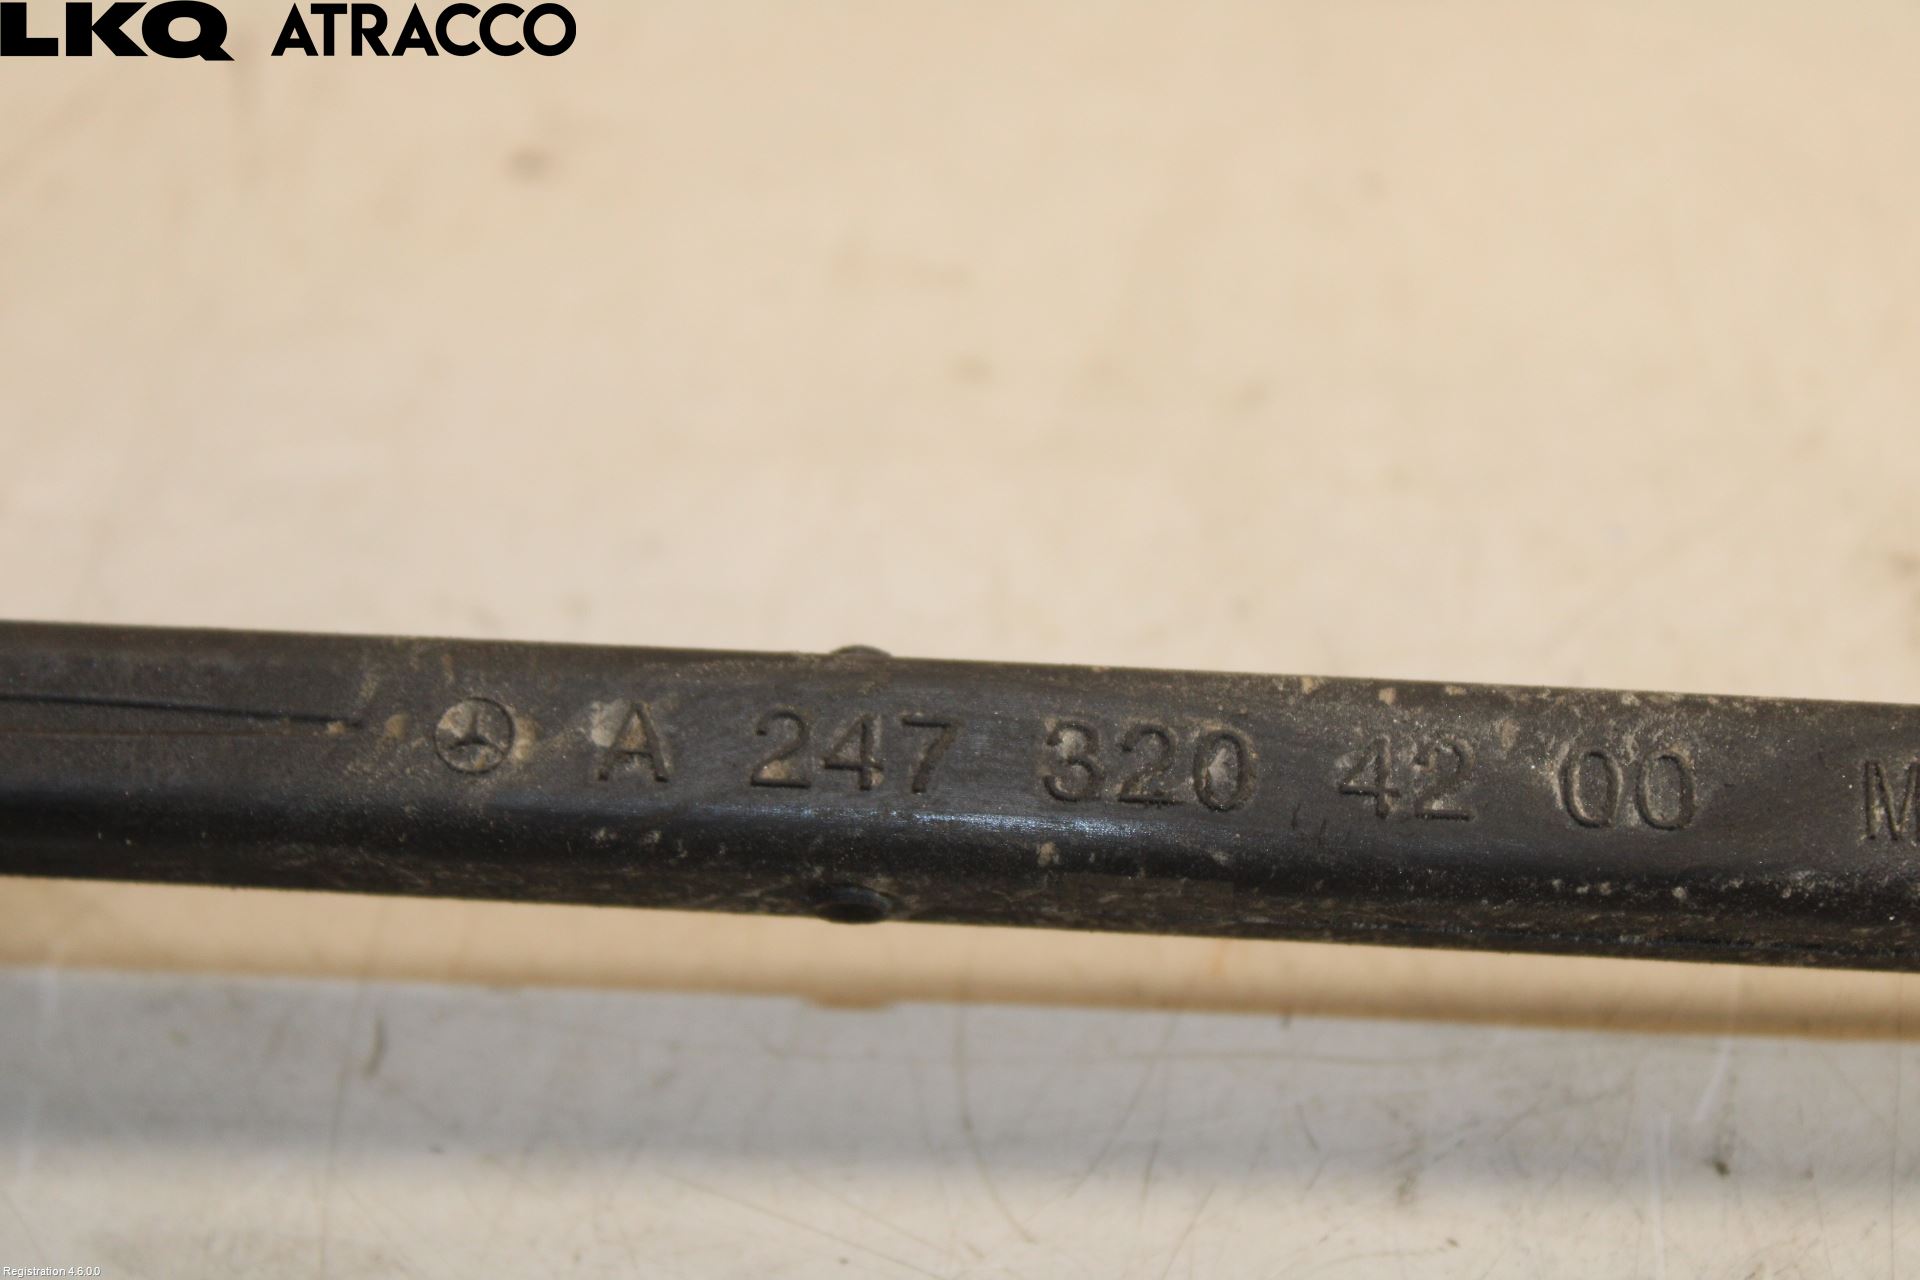 LKQ ATRACCO
A 247 320 42 00 M
Registration 4.6.0.0